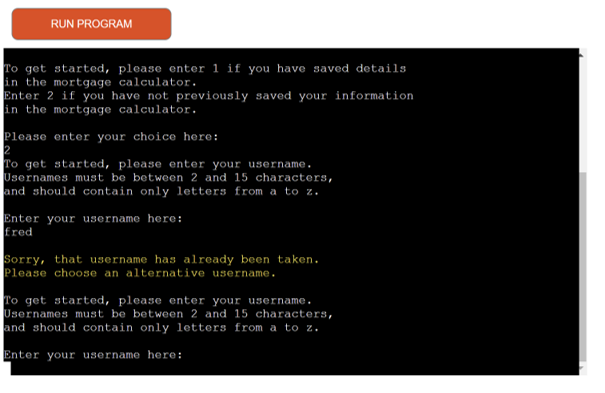 RUN PROGRAM
To get started, please enter 1 if you have saved details
in the mortgage calculator.
Enter 2 if you have not previously saved your information
in the mortgage calculator.
Please enter your choice here:
2
To get started, please enter your username.
Usernames must be between 2 and 15 characters,
and should contain only letters from a to z.
Enter your username here:
fred
Sorry, that username has already been taken.
Please choose an alternative username.
To get started, please enter your username.
Usernames must be between 2 and 15 characters,
and should contain only letters from a to z.
Enter your username here: